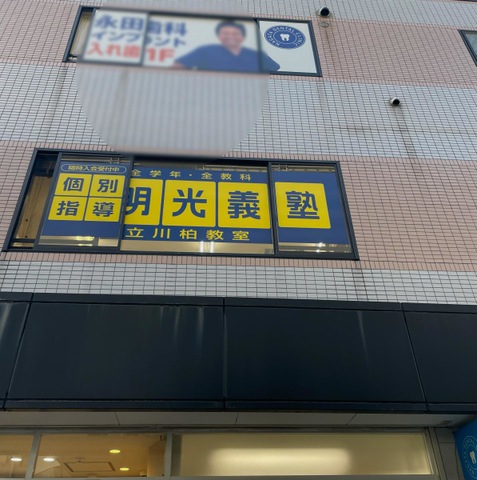 永田歯科
インプラント
入れ歯 1F
随時入会受付中
個別
指導
全学年・全教科
明光義塾
立川柏教室